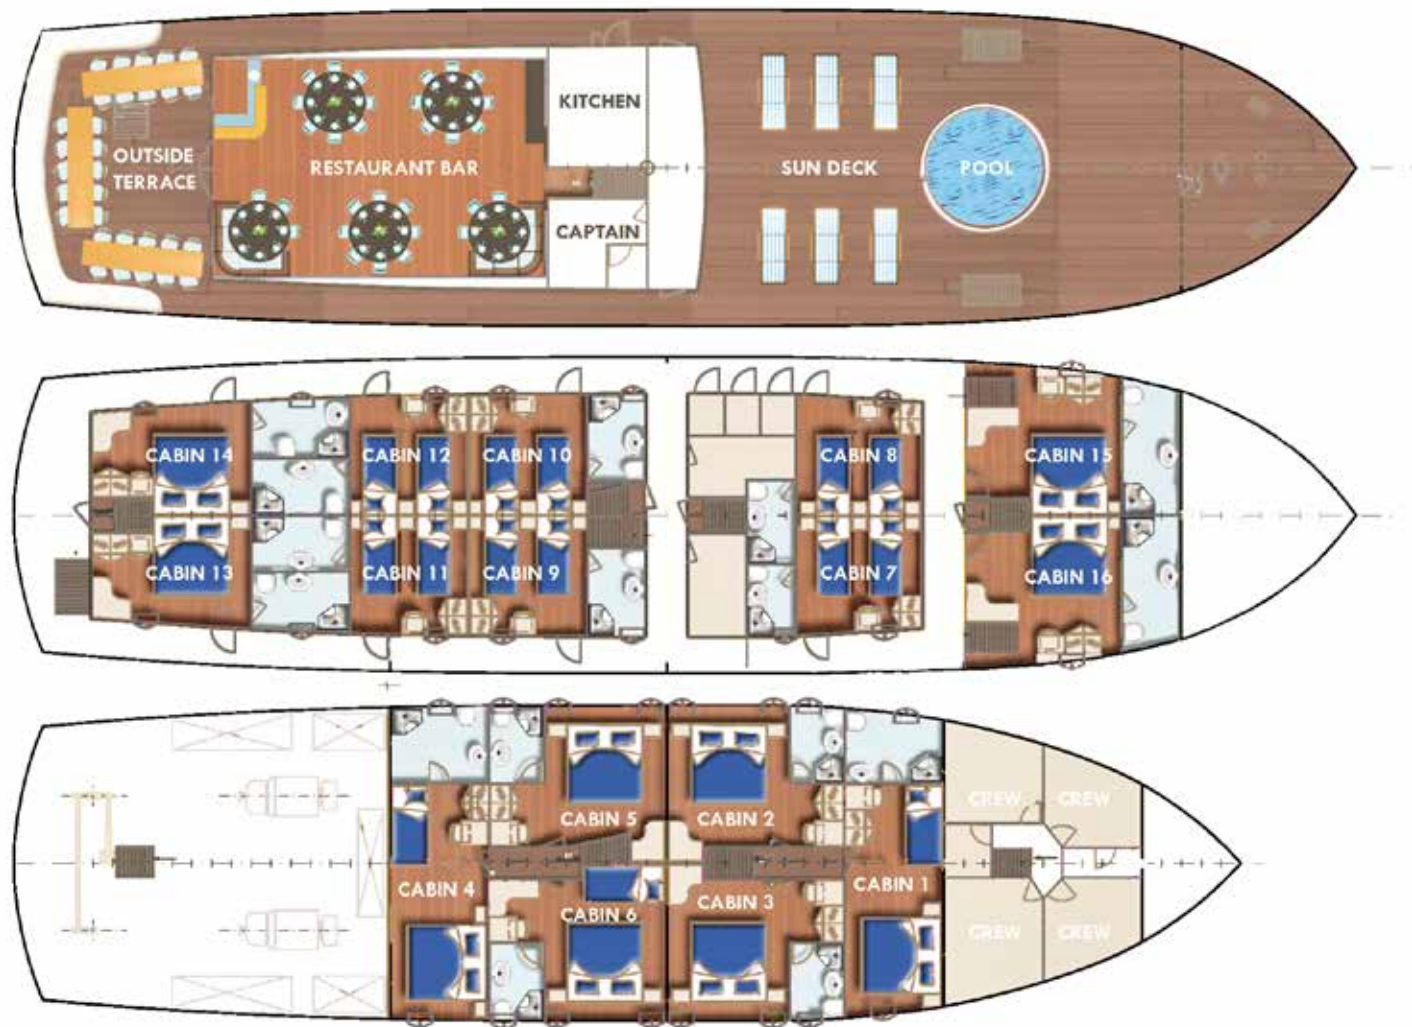 KITCHEN
OUTSIDE
TERRACE
RESTAURANT BAR
SUN DECK
POOL
CAPTAIN
CABIN 14
CABIN 12
CABIN 10
CABIN 8
CABIN 15
CABIN 13
CABIN 11
CABIN 9
CABIN 7
CABIN 16
CREW
CREW
CABIN 5
CABIN 2
CABIN 4
CABIN 1
CABIN 6
CABIN 3
CREW
CREW